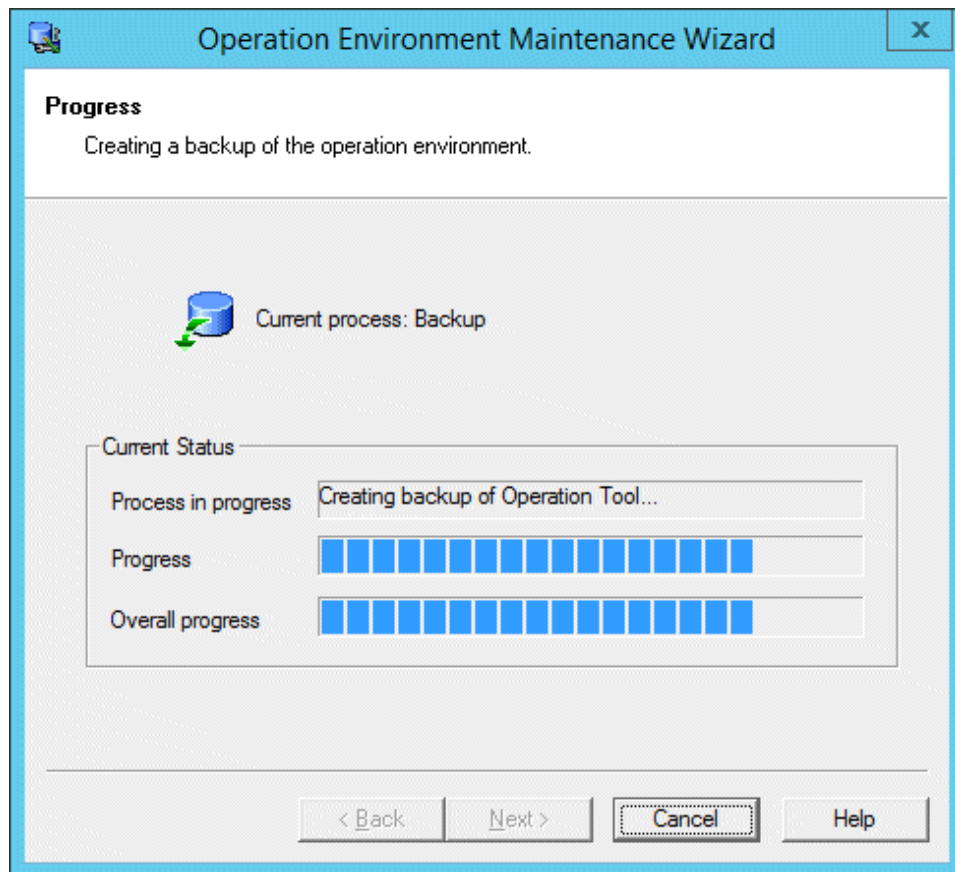 Operation Environment Maintenance Wizard
x
Progress
Creating a backup of the operation environment.
Current process: Backup
Current Status
Process in progress
Creating backup of Operation Tool...
Progress
Overall progress
< Back
Next >
Cancel
Help